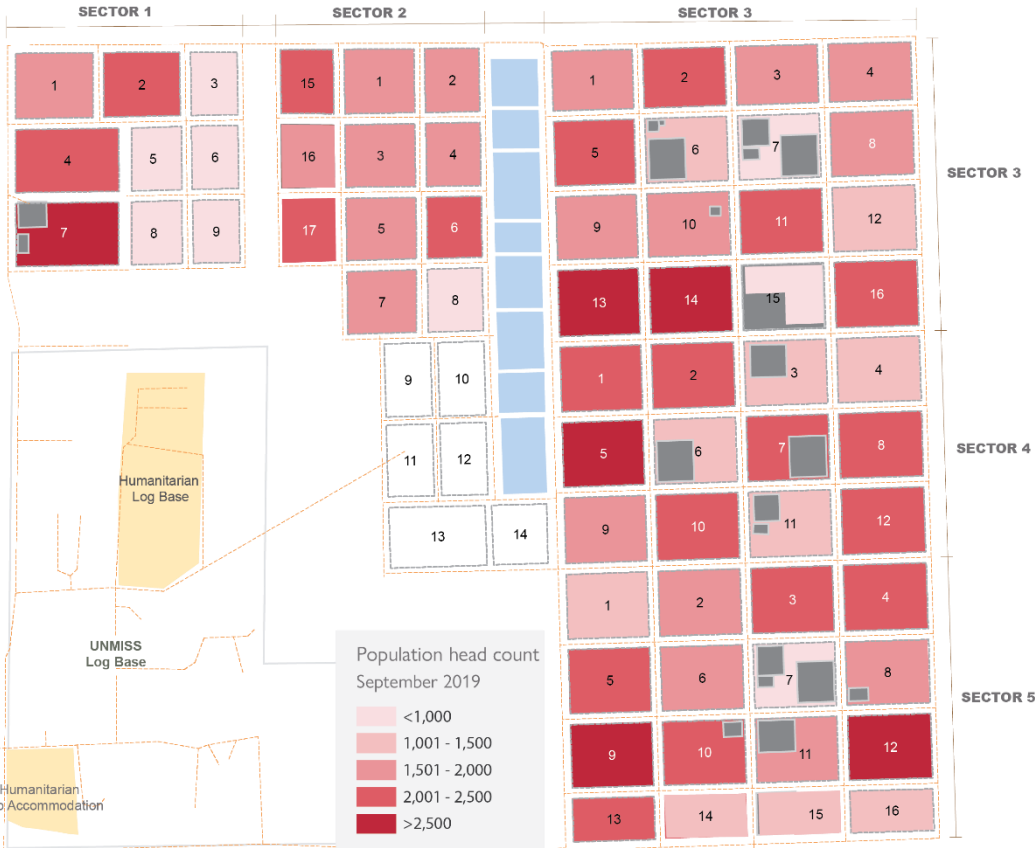 SECTOR 1
SECTOR 2
SECTOR 3
1 2 3
15 1 2
1 2 3 4
4 5 6
16 3 4
5 6 7 8
SECTOR 3
7 8 9
17 5 6
9 10 11 12
7 8
13 14 15 16
9 10
1 2 3 4
11 12
5 6 7 8
SECTOR 4
Humanitarian
Log Base
13 14
9 10 11 12
1 2 3 4
UNMISS
Log Base
Population head count
September 2019
<1,000
1,001 - 1,500
1,501 - 2,000
2,001 - 2,500
>2,500
5 6 7 8
SECTOR 5
9 10 11 12
13 14 15 16
Humanitarian
Accommodation